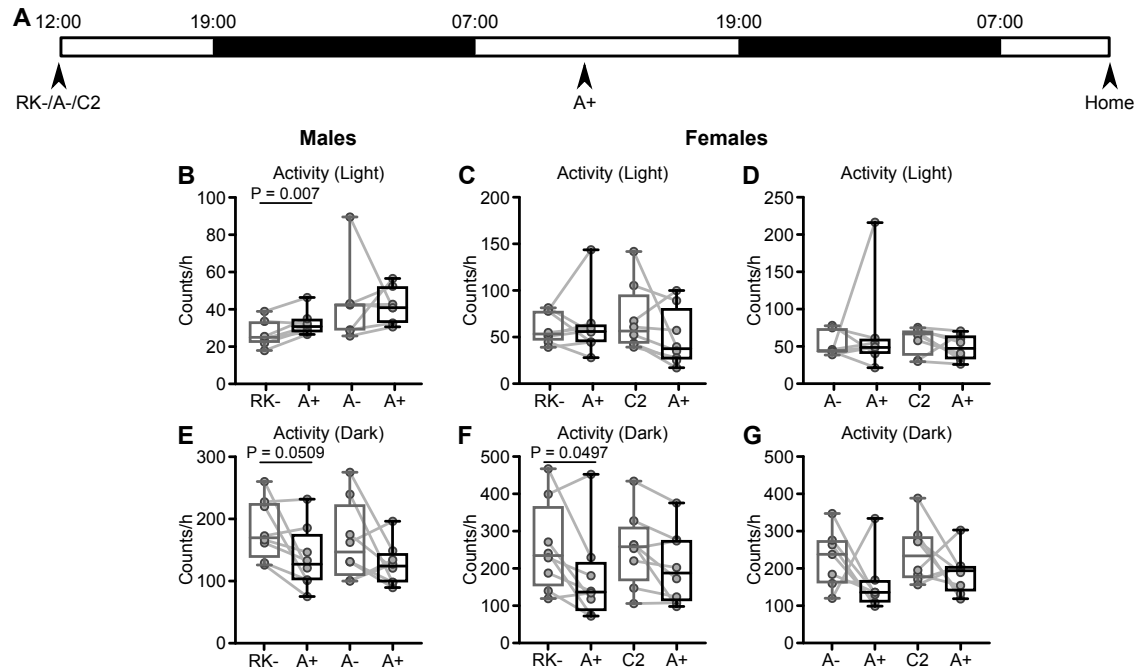 A
12:00 19:00 07:00 19:00 07:00
RK-/A-/C2 A+ Home
Males Females
B Activity (Light)
P = 0.007
Counts/h
100
80
60
40
20
0
RK- A+ A- A+
C Activity (Light)
Counts/h
200
150
100
50
0
RK- A+ C2 A+
D Activity (Light)
Counts/h
250
200
150
100
50
0
A- A+ C2 A+
E Activity (Dark)
P = 0.0509
Counts/h
300
200
100
0
RK- A+ A- A+
F Activity (Dark)
P = 0.0497
Counts/h
500
400
300
200
100
0
RK- A+ C2 A+
G Activity (Dark)
Counts/h
500
400
300
200
100
0
A- A+ C2 A+